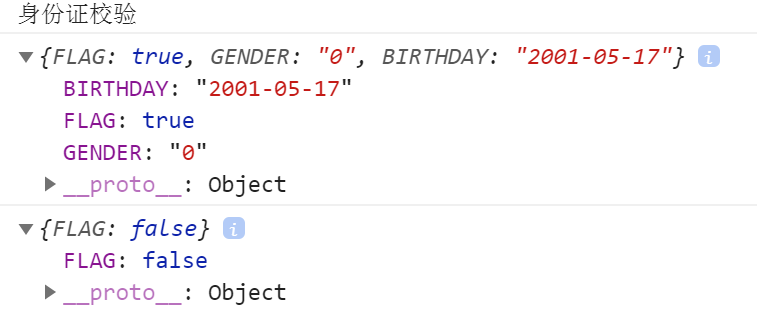 身份证校验
▼{FLAG: true, GENDER: "0", BIRTHDAY: "2001-05-17"} i
BIRTHDAY: "2001-05-17"
FLAG: true
GENDER: "0"
▶__proto__: Object
▼{FLAG: false} i
FLAG: false
▶__proto__: Object